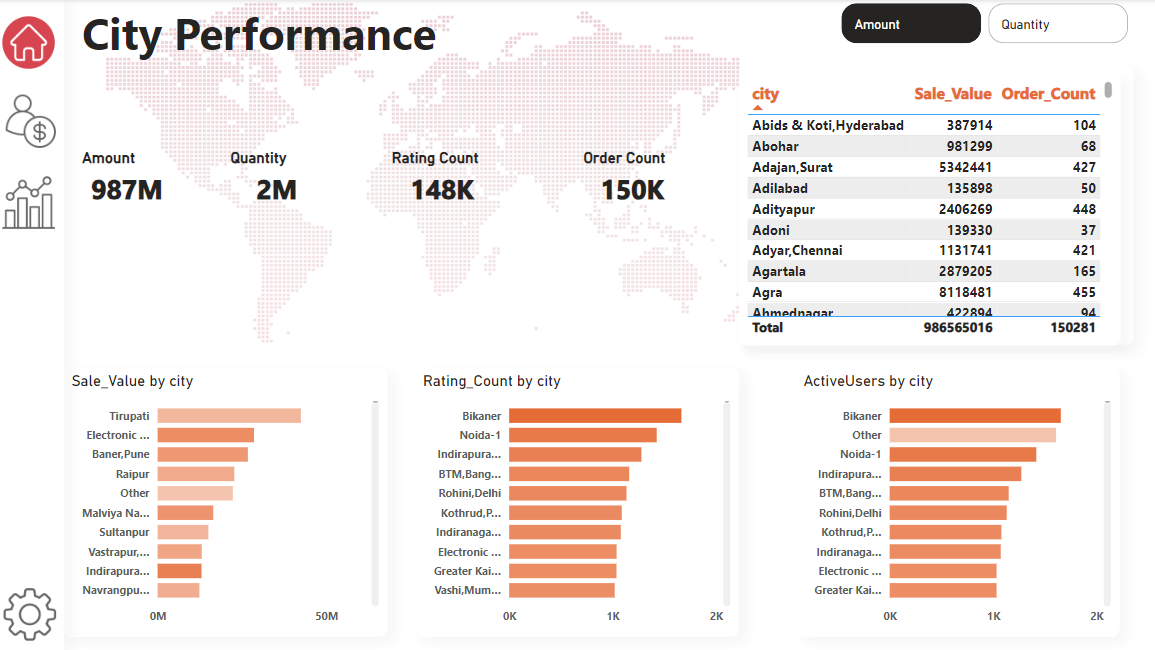 City Performance
Amount
Quantity
Amount Quantity Rating Count Order Count
987M 2M 148K 150K
city Sale_Value Order_Count
Abids & Koti,Hyderabad 387914 104
Abohar 981299 68
Adajan,Surat 5342441 427
Adilabad 135898 50
Adityapur 2406269 448
Adoni 139330 37
Adyar,Chennai 1131741 421
Agartala 2879205 165
Agra 8118481 455
Ahmednagar 422894 94
Total 986565016 150281
Sale_Value by city
Tirupati
Electronic ...
Baner,Pune
Raipur
Other
Malviya Na...
Sultanpur
Vastrapur,...
Indirapura...
Navrangpu...
0M 50M
Rating_Count by city
Bikaner
Noida-1
Indirapura...
BTM,Bang...
Rohini,Delhi
Kothrud,P...
Indiranaga...
Electronic ...
Greater Kai...
Vashi,Mum...
0K 1K 2K
ActiveUsers by city
Bikaner
Other
Noida-1
Indirapura...
BTM,Bang...
Rohini,Delhi
Kothrud,P...
Indiranaga...
Electronic ...
Greater Kai...
0K 1K 2K